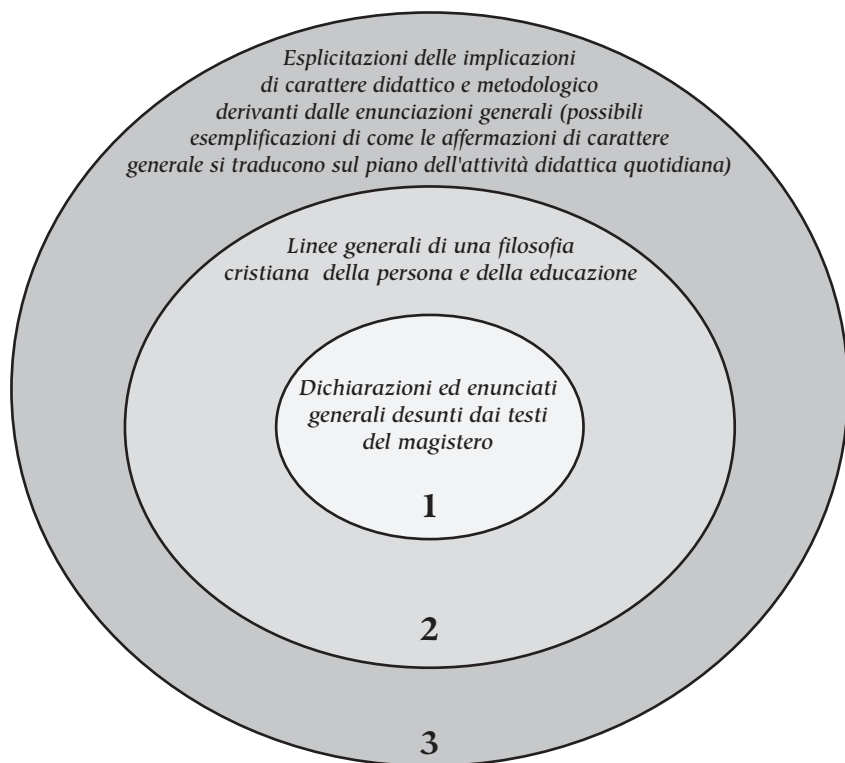 Esplicitazioni delle implicazioni
di carattere didattico e metodologico
derivanti dalle enunciazioni generali (possibili
esemplificazioni di come le affermazioni di carattere
generale si traducono sul piano dell'attività didattica quotidiana)
Linee generali di una filosofia
cristiana della persona e della educazione
Dichiarazioni ed enunciati
generali desunti dai testi
del magistero
1
2
3